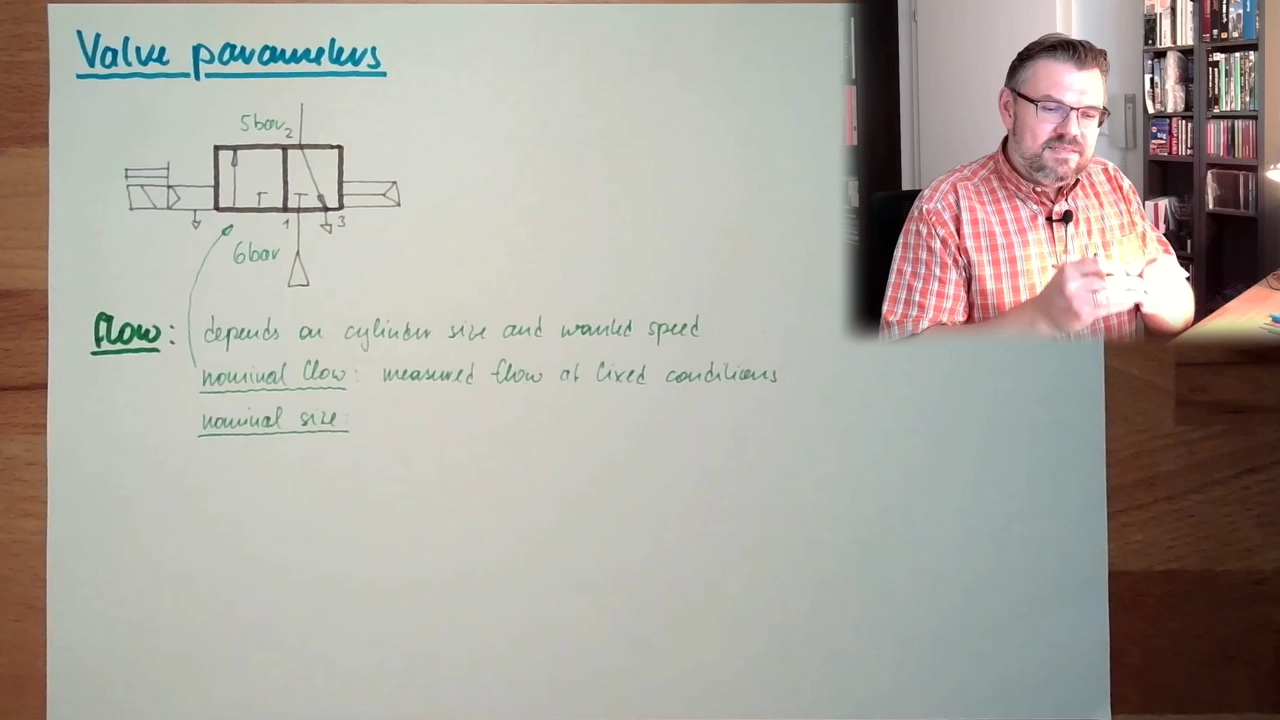 Valve parameters
5bar 2
1 3
6bar
Flow: depends on cylinder size and wanted speed
nominal flow: measured flow at fixed conditions
nominal size: